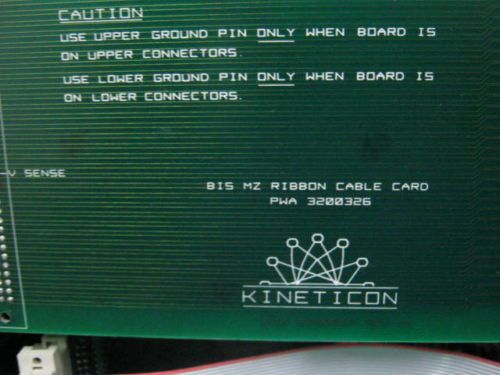 CAUTION
USE UPPER GROUND PIN ONLY WHEN BOARD IS
ON UPPER CONNECTORS.
USE LOWER GROUND PIN ONLY WHEN BOARD IS
ON LOWER CONNECTORS.
-V SENSE
BIS MZ RIBBON CABLE CARD
PWA 3200326
KINETICON